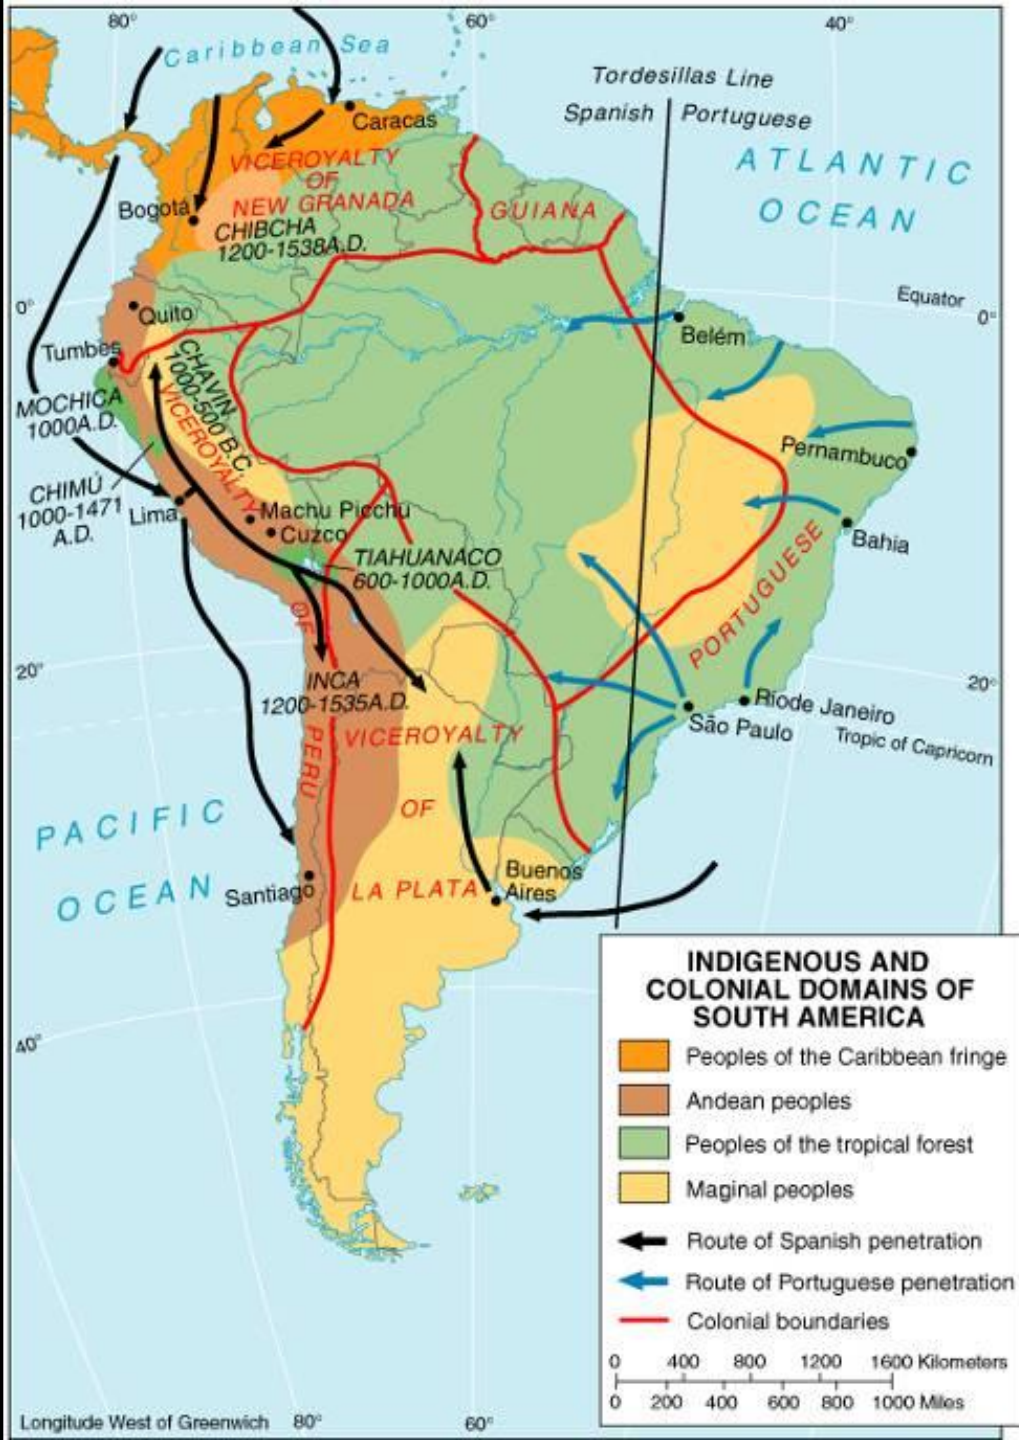 80°
60°
40°
Caribbean Sea
Tordesillas Line
Spanish
Portuguese
Caracas
ATLANTIC
OCEAN
VICEROYALTY
OF
NEW GRANADA
Bogotá
CHIBCHA
1200-1538A.D.
GUIANA
0°
Equator
0°
Quito
Tumbes
Belém
CHAVIN
1000-500 B.C.
MOCHICA
1000A.D.
VICEROYALTY
Pernambuco
CHIMÚ
1000-1471
A.D.
Lima
Machu Picchu
Cuzco
Bahia
TIAHUANACO
600-1000A.D.
OF
PORTUGUESE
20°
20°
INCA
1200-1535A.D.
Riode Janeiro
São Paulo
Tropic of Capricorn
PERU
VICEROYALTY
OF
LA PLATA
PACIFIC
OCEAN
Santiago
Buenos
Aires
40°
INDIGENOUS AND
COLONIAL DOMAINS OF
SOUTH AMERICA
Peoples of the Caribbean fringe
Andean peoples
Peoples of the tropical forest
Maginal peoples
Route of Spanish penetration
Route of Portuguese penetration
Colonial boundaries
0 400 800 1200 1600 Kilometers
0 200 400 600 800 1000 Miles
Longitude West of Greenwich
80°
60°